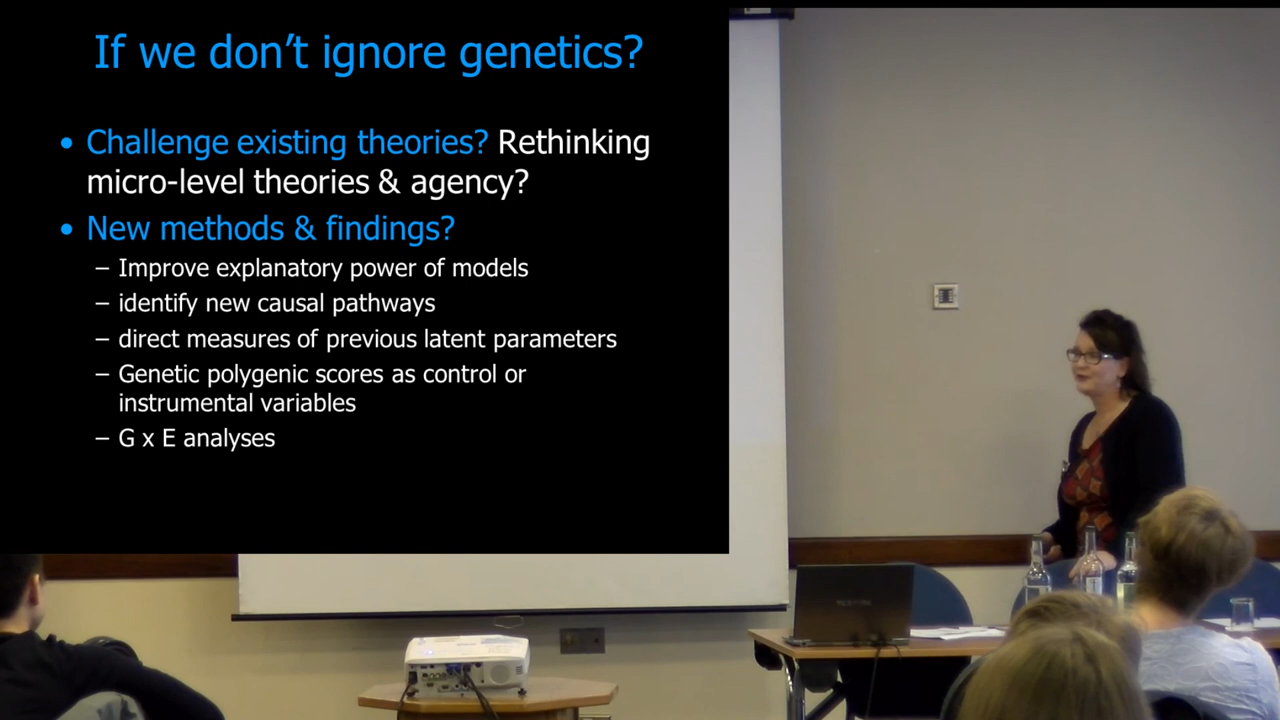 If we don’t ignore genetics?
• Challenge existing theories? Rethinking
micro-level theories & agency?
• New methods & findings?
– Improve explanatory power of models
– identify new causal pathways
– direct measures of previous latent parameters
– Genetic polygenic scores as control or
instrumental variables
– G x E analyses